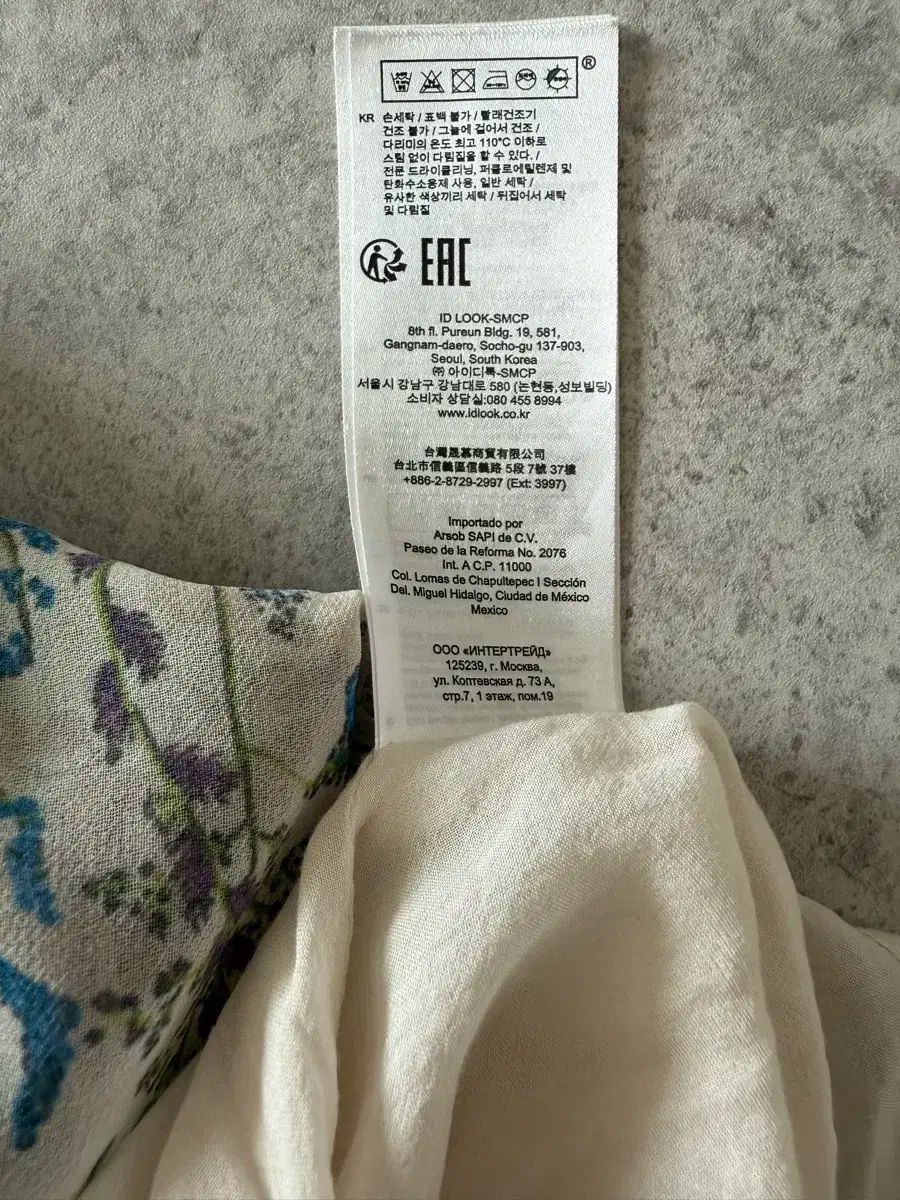 ®
KR 손세탁 / 표백 불가 / 빨래건조기
건조 불가 / 그늘에 걸어서 건조 /
다리미의 온도 최고 110°C 이하로
스팀 없이 다림질을 할 수 있다. /
전문 드라이클리닝, 퍼클로에틸렌제 및
탄화수소용제 사용, 일반 세탁 /
유사한 색상끼리 세탁 / 뒤집어서 세탁
및 다림질
EAC
ID LOOK-SMCP
8th fl. Pureun Bldg. 19, 581,
Gangnam-daero, Socho-gu 137-903,
Seoul, South Korea
㈜ 아이디룩-SMCP
서울시 강남구 강남대로 580 (논현동,성보빌딩)
소비자 상담실:080 455 8994
www.idlook.co.kr
台灣晟慕商貿有限公司
台北市信義區信義路 5段 7號 37樓
+886-2-8729-2997 (Ext: 3997)
Importado por
Arsob SAPI de C.V.
Paseo de la Reforma No. 2076
Int. A C.P. 11000
Col. Lomas de Chapultepec I Sección
Del. Miguel Hidalgo, Ciudad de México
Mexico
ООО «ИНТЕРТРЕЙД»
125239, г. Москва,
ул. Коптевская д. 73 А,
стр.7, 1 этаж, пом.19